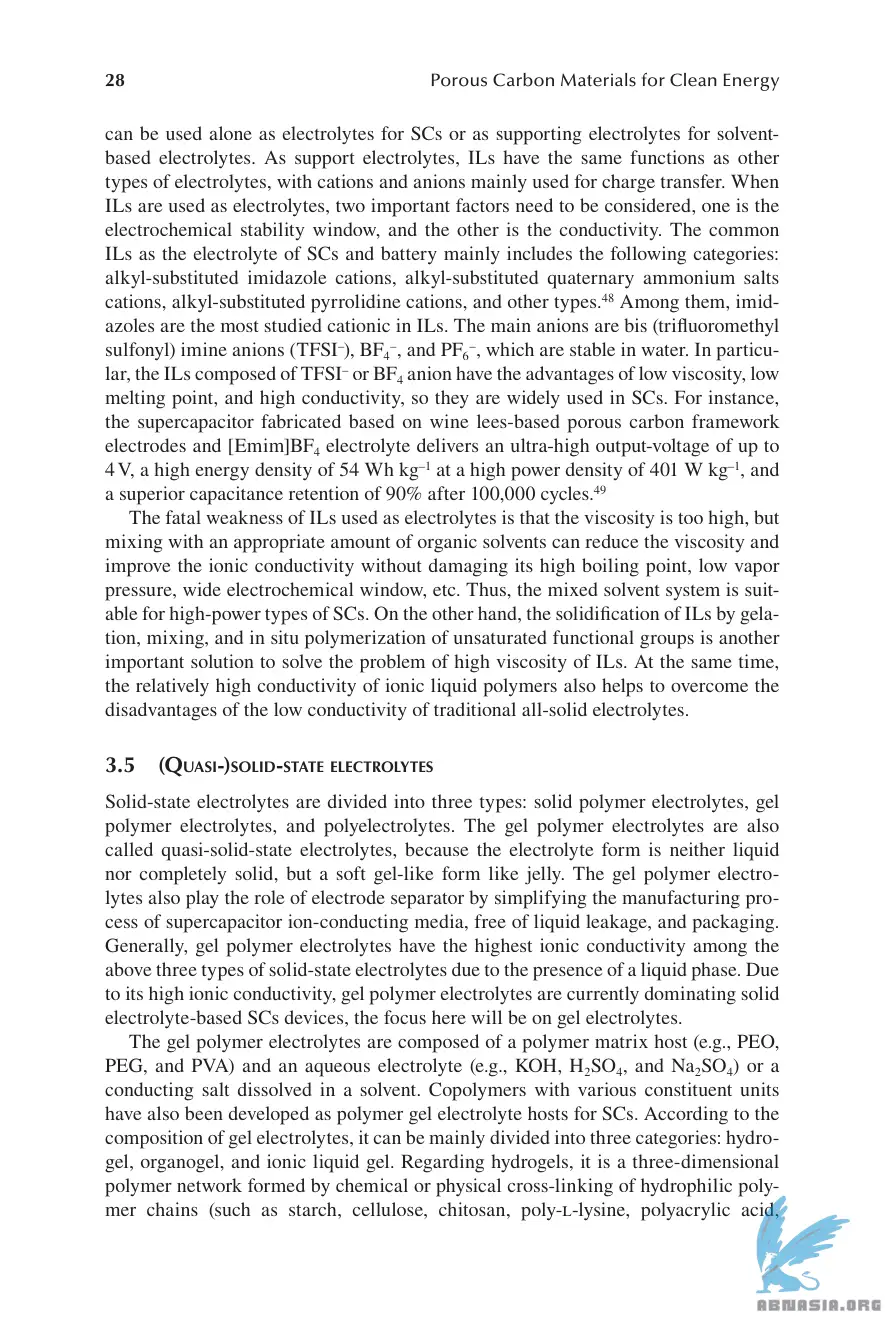 28 Porous Carbon Materials for Clean Energy
can be used alone as electrolytes for SCs or as supporting electrolytes for solvent-
based electrolytes. As support electrolytes, ILs have the same functions as other
types of electrolytes, with cations and anions mainly used for charge transfer. When
ILs are used as electrolytes, two important factors need to be considered, one is the
electrochemical stability window, and the other is the conductivity. The common
ILs as the electrolyte of SCs and battery mainly includes the following categories:
alkyl-substituted imidazole cations, alkyl-substituted quaternary ammonium salts
cations, alkyl-substituted pyrrolidine cations, and other types.⁴⁸ Among them, imid-
azoles are the most studied cationic in ILs. The main anions are bis (trifluoromethyl
sulfonyl) imine anions (TFSI⁻), BF₄⁻, and PF₆⁻, which are stable in water. In particu-
lar, the ILs composed of TFSI⁻ or BF₄ anion have the advantages of low viscosity, low
melting point, and high conductivity, so they are widely used in SCs. For instance,
the supercapacitor fabricated based on wine lees-based porous carbon framework
electrodes and [Emim]BF₄ electrolyte delivers an ultra-high output-voltage of up to
4 V, a high energy density of 54 Wh kg⁻¹ at a high power density of 401 W kg⁻¹, and
a superior capacitance retention of 90% after 100,000 cycles.⁴⁹
The fatal weakness of ILs used as electrolytes is that the viscosity is too high, but
mixing with an appropriate amount of organic solvents can reduce the viscosity and
improve the ionic conductivity without damaging its high boiling point, low vapor
pressure, wide electrochemical window, etc. Thus, the mixed solvent system is suit-
able for high-power types of SCs. On the other hand, the solidification of ILs by gela-
tion, mixing, and in situ polymerization of unsaturated functional groups is another
important solution to solve the problem of high viscosity of ILs. At the same time,
the relatively high conductivity of ionic liquid polymers also helps to overcome the
disadvantages of the low conductivity of traditional all-solid electrolytes.
3.5 (Quasi-)solid-state electrolytes
Solid-state electrolytes are divided into three types: solid polymer electrolytes, gel
polymer electrolytes, and polyelectrolytes. The gel polymer electrolytes are also
called quasi-solid-state electrolytes, because the electrolyte form is neither liquid
nor completely solid, but a soft gel-like form like jelly. The gel polymer electro-
lytes also play the role of electrode separator by simplifying the manufacturing pro-
cess of supercapacitor ion-conducting media, free of liquid leakage, and packaging.
Generally, gel polymer electrolytes have the highest ionic conductivity among the
above three types of solid-state electrolytes due to the presence of a liquid phase. Due
to its high ionic conductivity, gel polymer electrolytes are currently dominating solid
electrolyte-based SCs devices, the focus here will be on gel electrolytes.
The gel polymer electrolytes are composed of a polymer matrix host (e.g., PEO,
PEG, and PVA) and an aqueous electrolyte (e.g., KOH, H₂SO₄, and Na₂SO₄) or a
conducting salt dissolved in a solvent. Copolymers with various constituent units
have also been developed as polymer gel electrolyte hosts for SCs. According to the
composition of gel electrolytes, it can be mainly divided into three categories: hydro-
gel, organogel, and ionic liquid gel. Regarding hydrogels, it is a three-dimensional
polymer network formed by chemical or physical cross-linking of hydrophilic poly-
mer chains (such as starch, cellulose, chitosan, poly-ʟ-lysine, polyacrylic acid,
ABNASIA.ORG